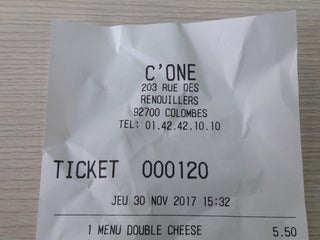 C'ONE
203 RUE DES
RENOUILLERS
92700 COLOMBES
TEL: 01.42.42.10.10
TICKET 000120
JEU 30 NOV 2017 15:32
1 MENU DOUBLE CHEESE 5.50